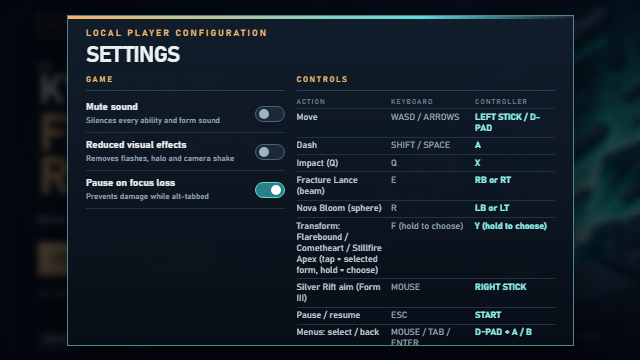 LOCAL PLAYER CONFIGURATION
SETTINGS
GAME
Mute sound
Silences every ability and form sound
Reduced visual effects
Removes flashes, halo and camera shake
Pause on focus loss
Prevents damage while alt-tabbed
CONTROLS
ACTION KEYBOARD CONTROLLER
Move WASD / ARROWS LEFT STICK / D-
PAD
Dash SHIFT / SPACE A
Impact (Q) Q X
Fracture Lance E RB or RT
(beam)
Nova Bloom (sphere) R LB or LT
Transform: F (hold to choose) Y (hold to choose)
Flarebound /
Cometheart / Stillfire
Apex (tap = selected
form, hold = choose)
Silver Rift aim (Form MOUSE RIGHT STICK
III)
Pause / resume ESC START
Menus: select / back MOUSE / TAB / D-PAD + A / B
ENTER